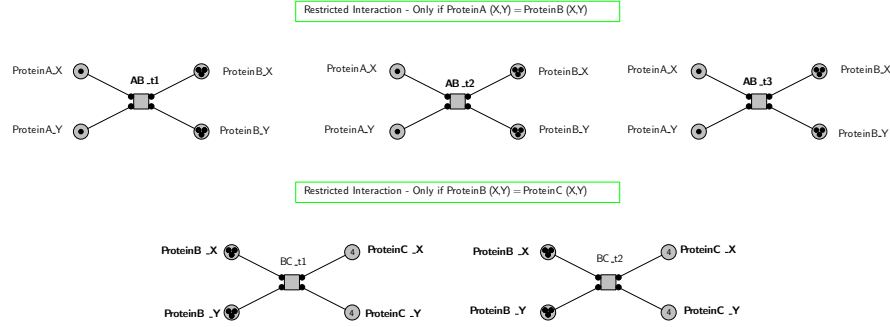 Restricted Interaction - Only if ProteinA (X,Y) = ProteinB (X,Y)
ProteinA_X AB_t1 ProteinB_X
ProteinA_Y ProteinB_Y
ProteinA_X AB_t2 ProteinB_X
ProteinA_Y ProteinB_Y
ProteinA_X AB_t3 ProteinB_X
ProteinA_Y ProteinB_Y
Restricted Interaction - Only if ProteinB (X,Y) = ProteinC (X,Y)
ProteinB _X BC_t1 4 ProteinC _X
ProteinB _Y 4 ProteinC _Y
ProteinB _X BC_t2 4 ProteinC _X
ProteinB _Y 4 ProteinC _Y